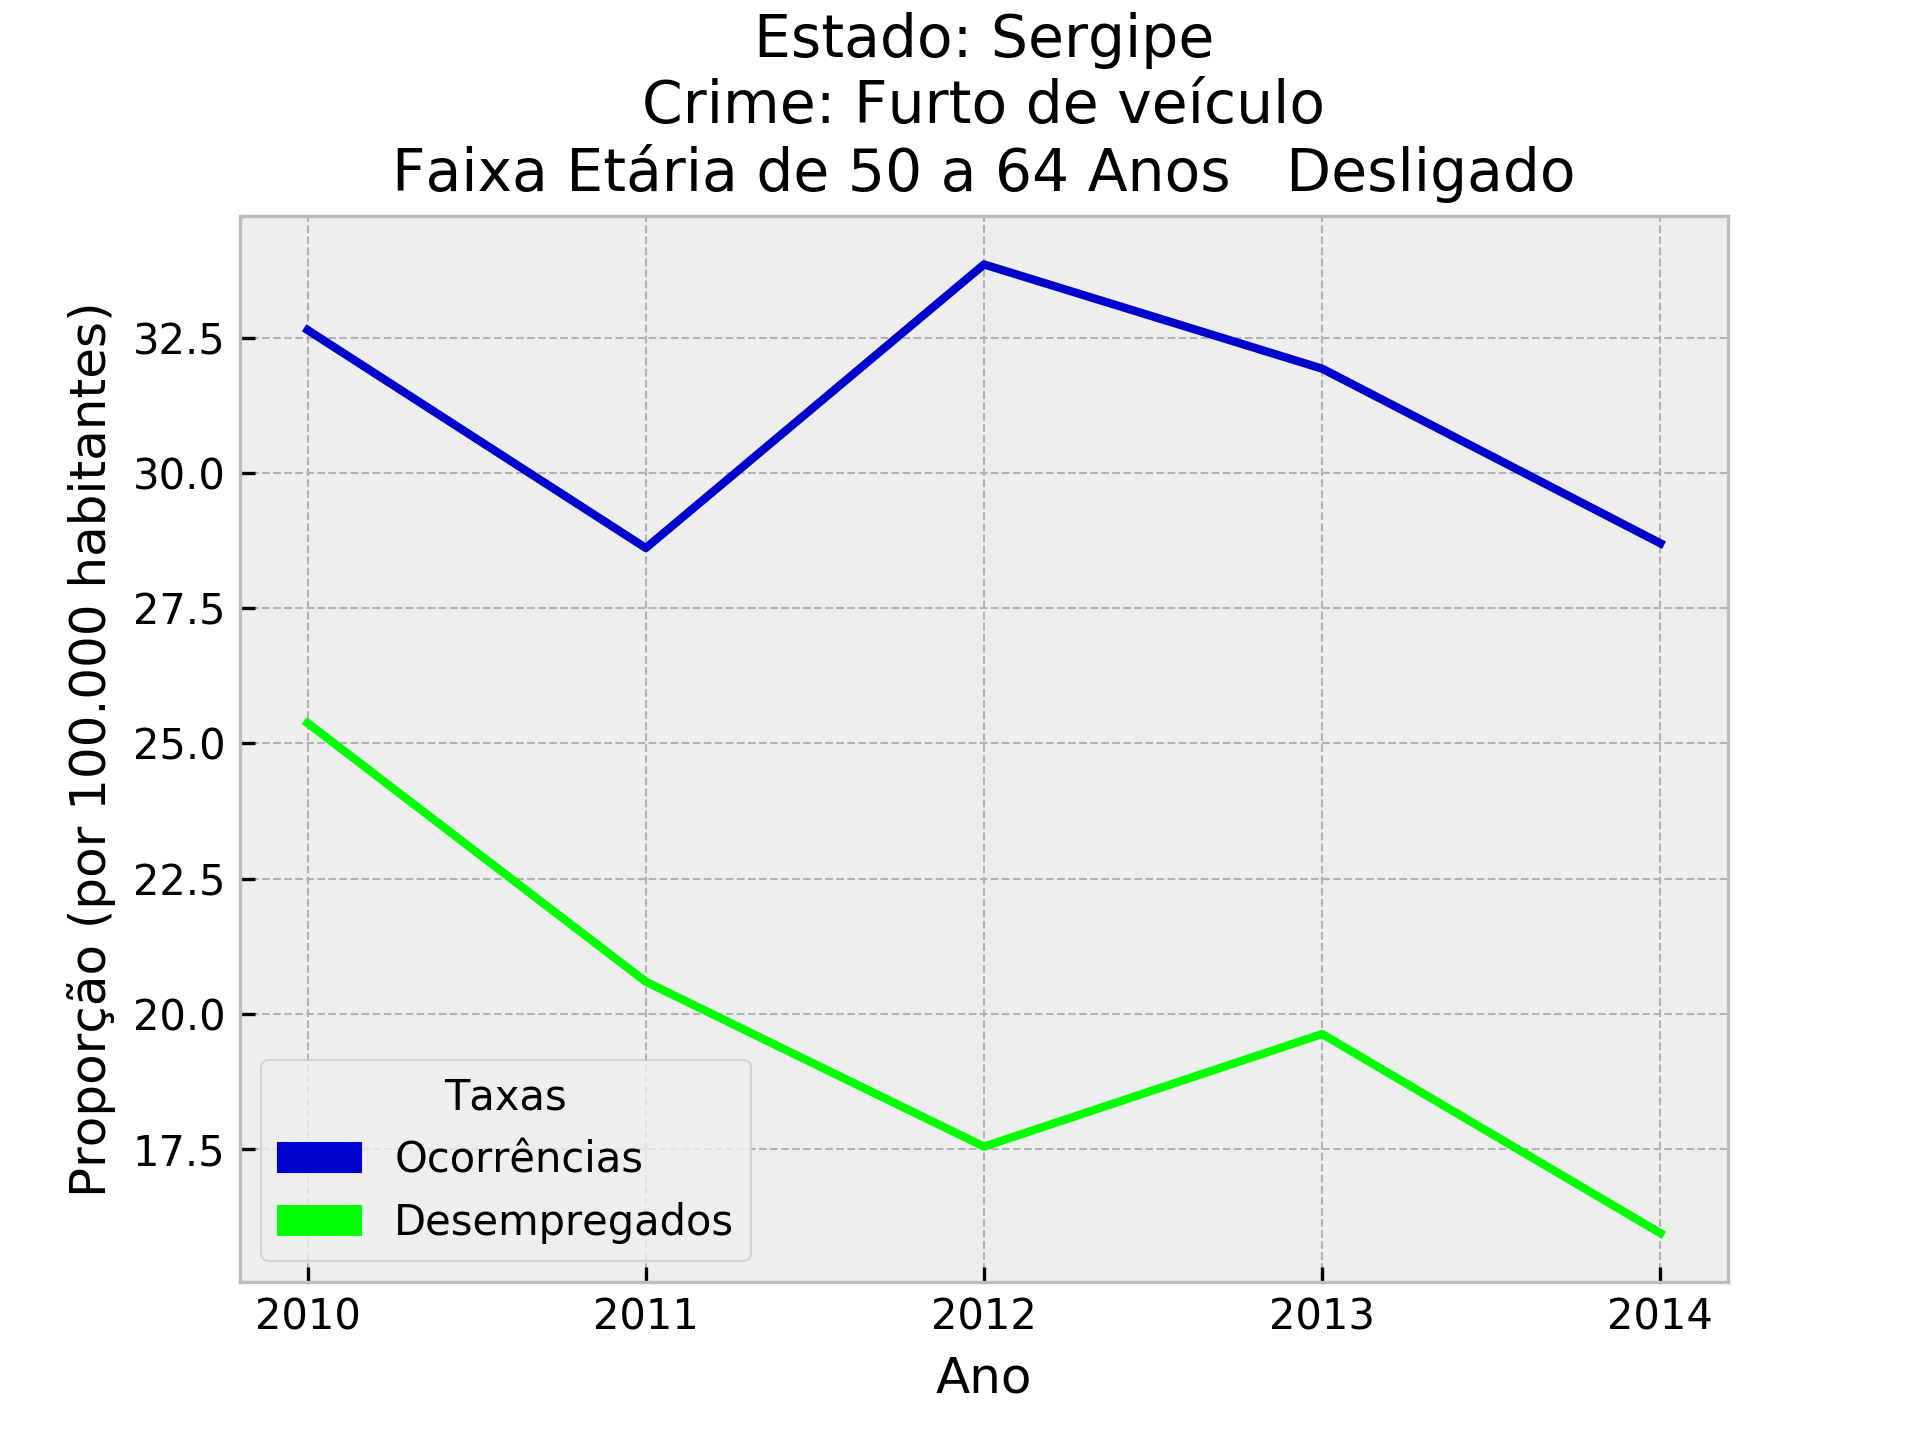 Estado: Sergipe
Crime: Furto de veículo
Faixa Etária de 50 a 64 Anos   Desligado
Proporção (por 100.000 habitantes)
32.5
30.0
27.5
25.0
22.5
20.0
17.5
Taxas
Ocorrências
Desempregados
2010 2011 2012 2013 2014
Ano